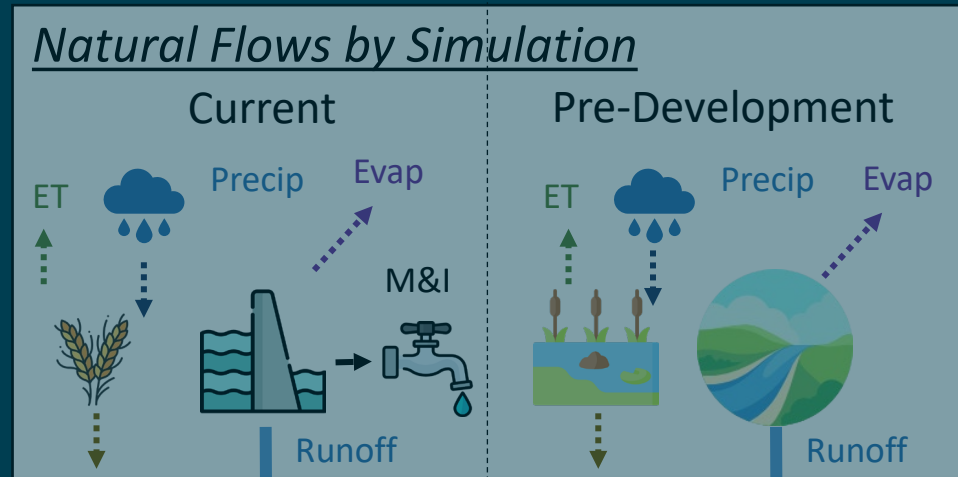 Natural Flows by Simulation
Current
Pre-Development
ET
Precip
Evap
M&I
Runoff
ET
Precip
Evap
Runoff